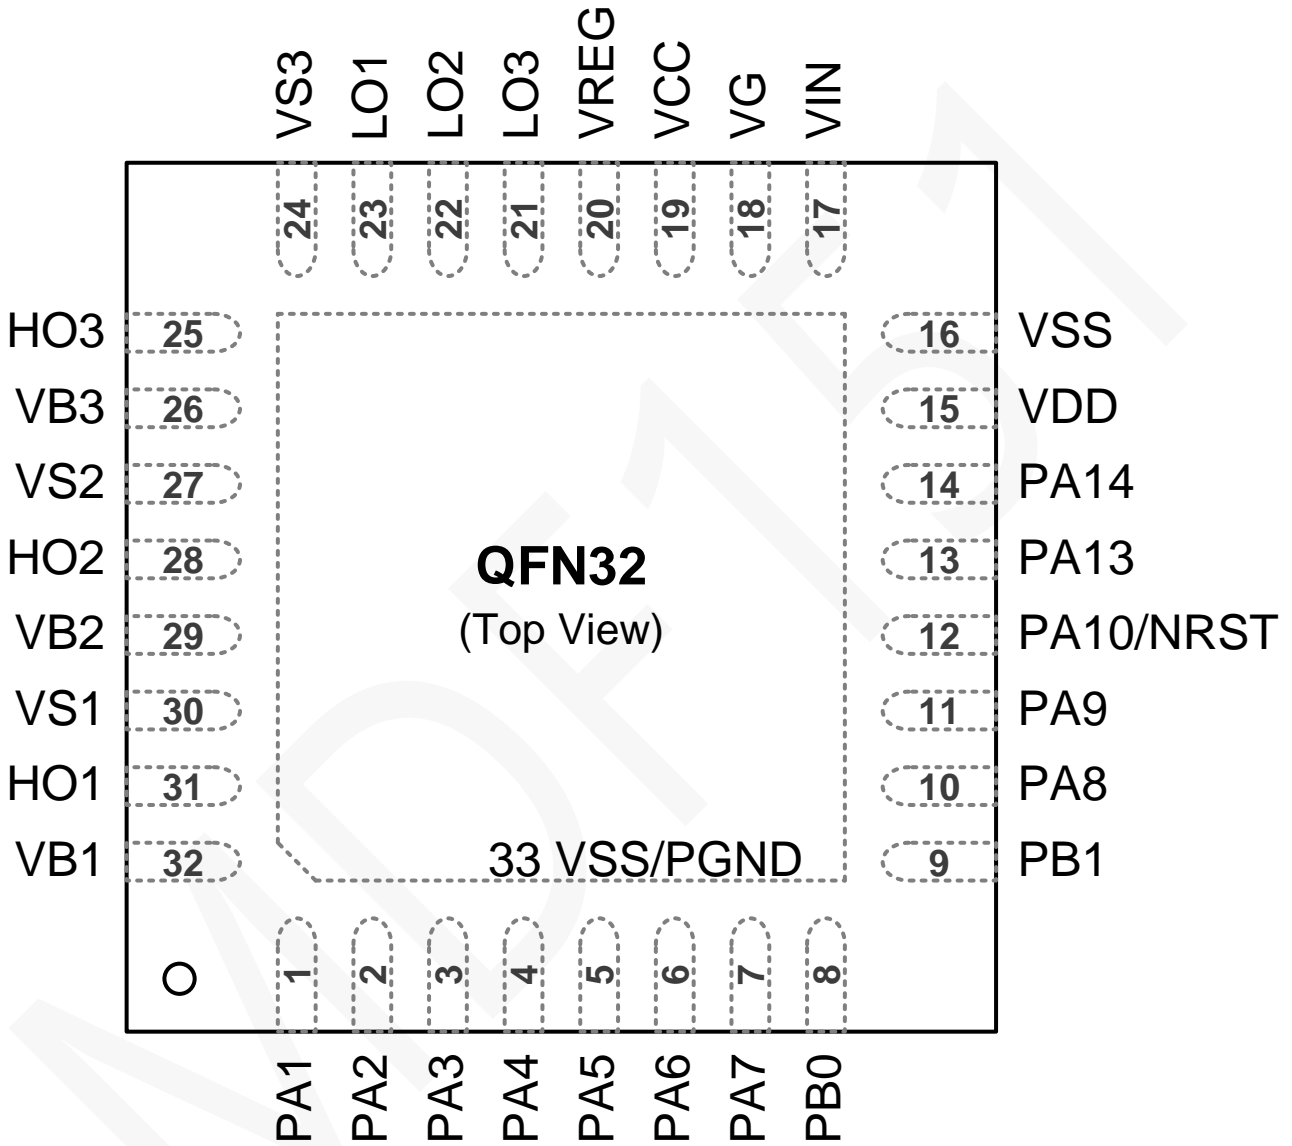 VS3
LO1
LO2
LO3
VREG
VCC
VG
VIN
24
23
22
21
20
19
18
17
HO3 25
VB3 26
VS2 27
HO2 28
VB2 29
VS1 30
HO1 31
VB1 32
16 VSS
15 VDD
14 PA14
13 PA13
12 PA10/NRST
11 PA9
10 PA8
9 PB1
QFN32
(Top View)
33 VSS/PGND
1
2
3
4
5
6
7
8
PA1
PA2
PA3
PA4
PA5
PA6
PA7
PB0
MDF151